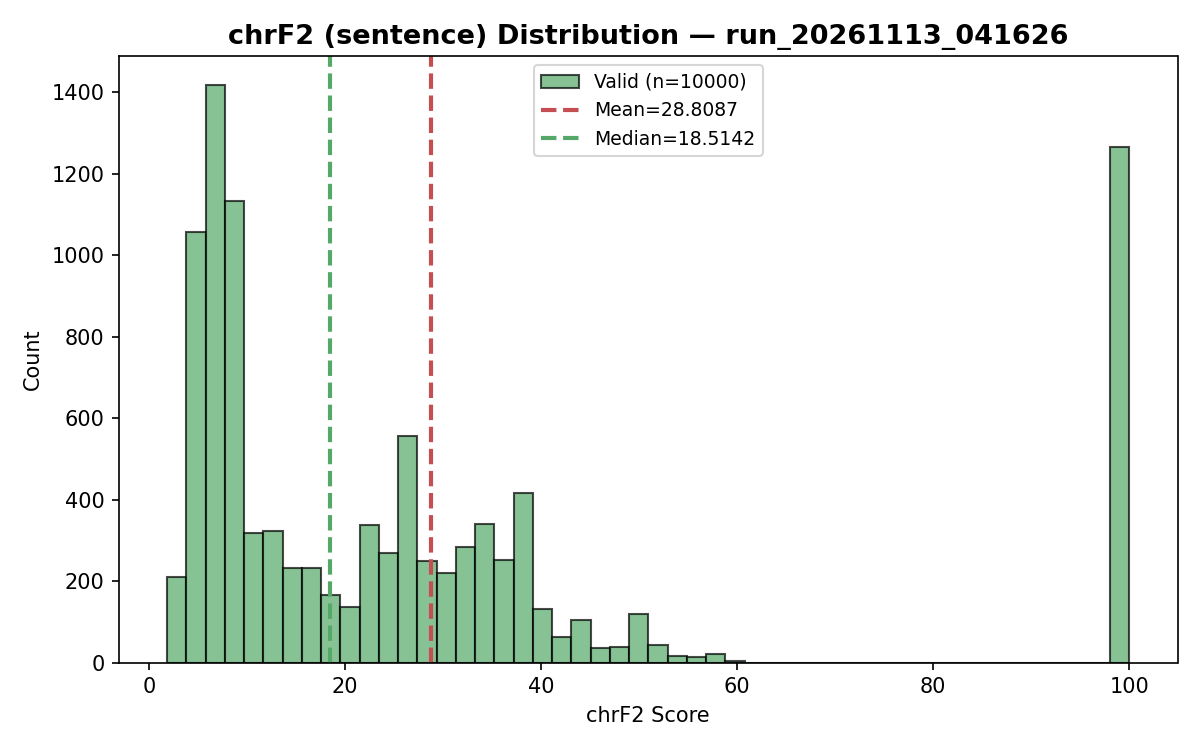 chrF2 (sentence) Distribution — run_20261113_041626
Valid (n=10000)
Mean=28.8087
Median=18.5142
Count
1400
1200
1000
800
600
400
200
0
0 20 40 60 80 100
chrF2 Score